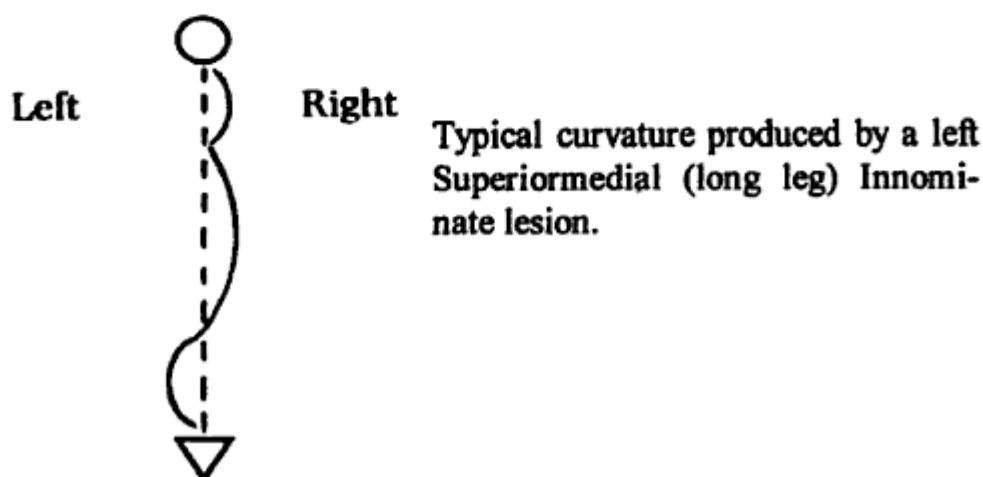 Left
Right
Typical curvature produced by a left
Superiormedial (long leg) Innomi-
nate lesion.